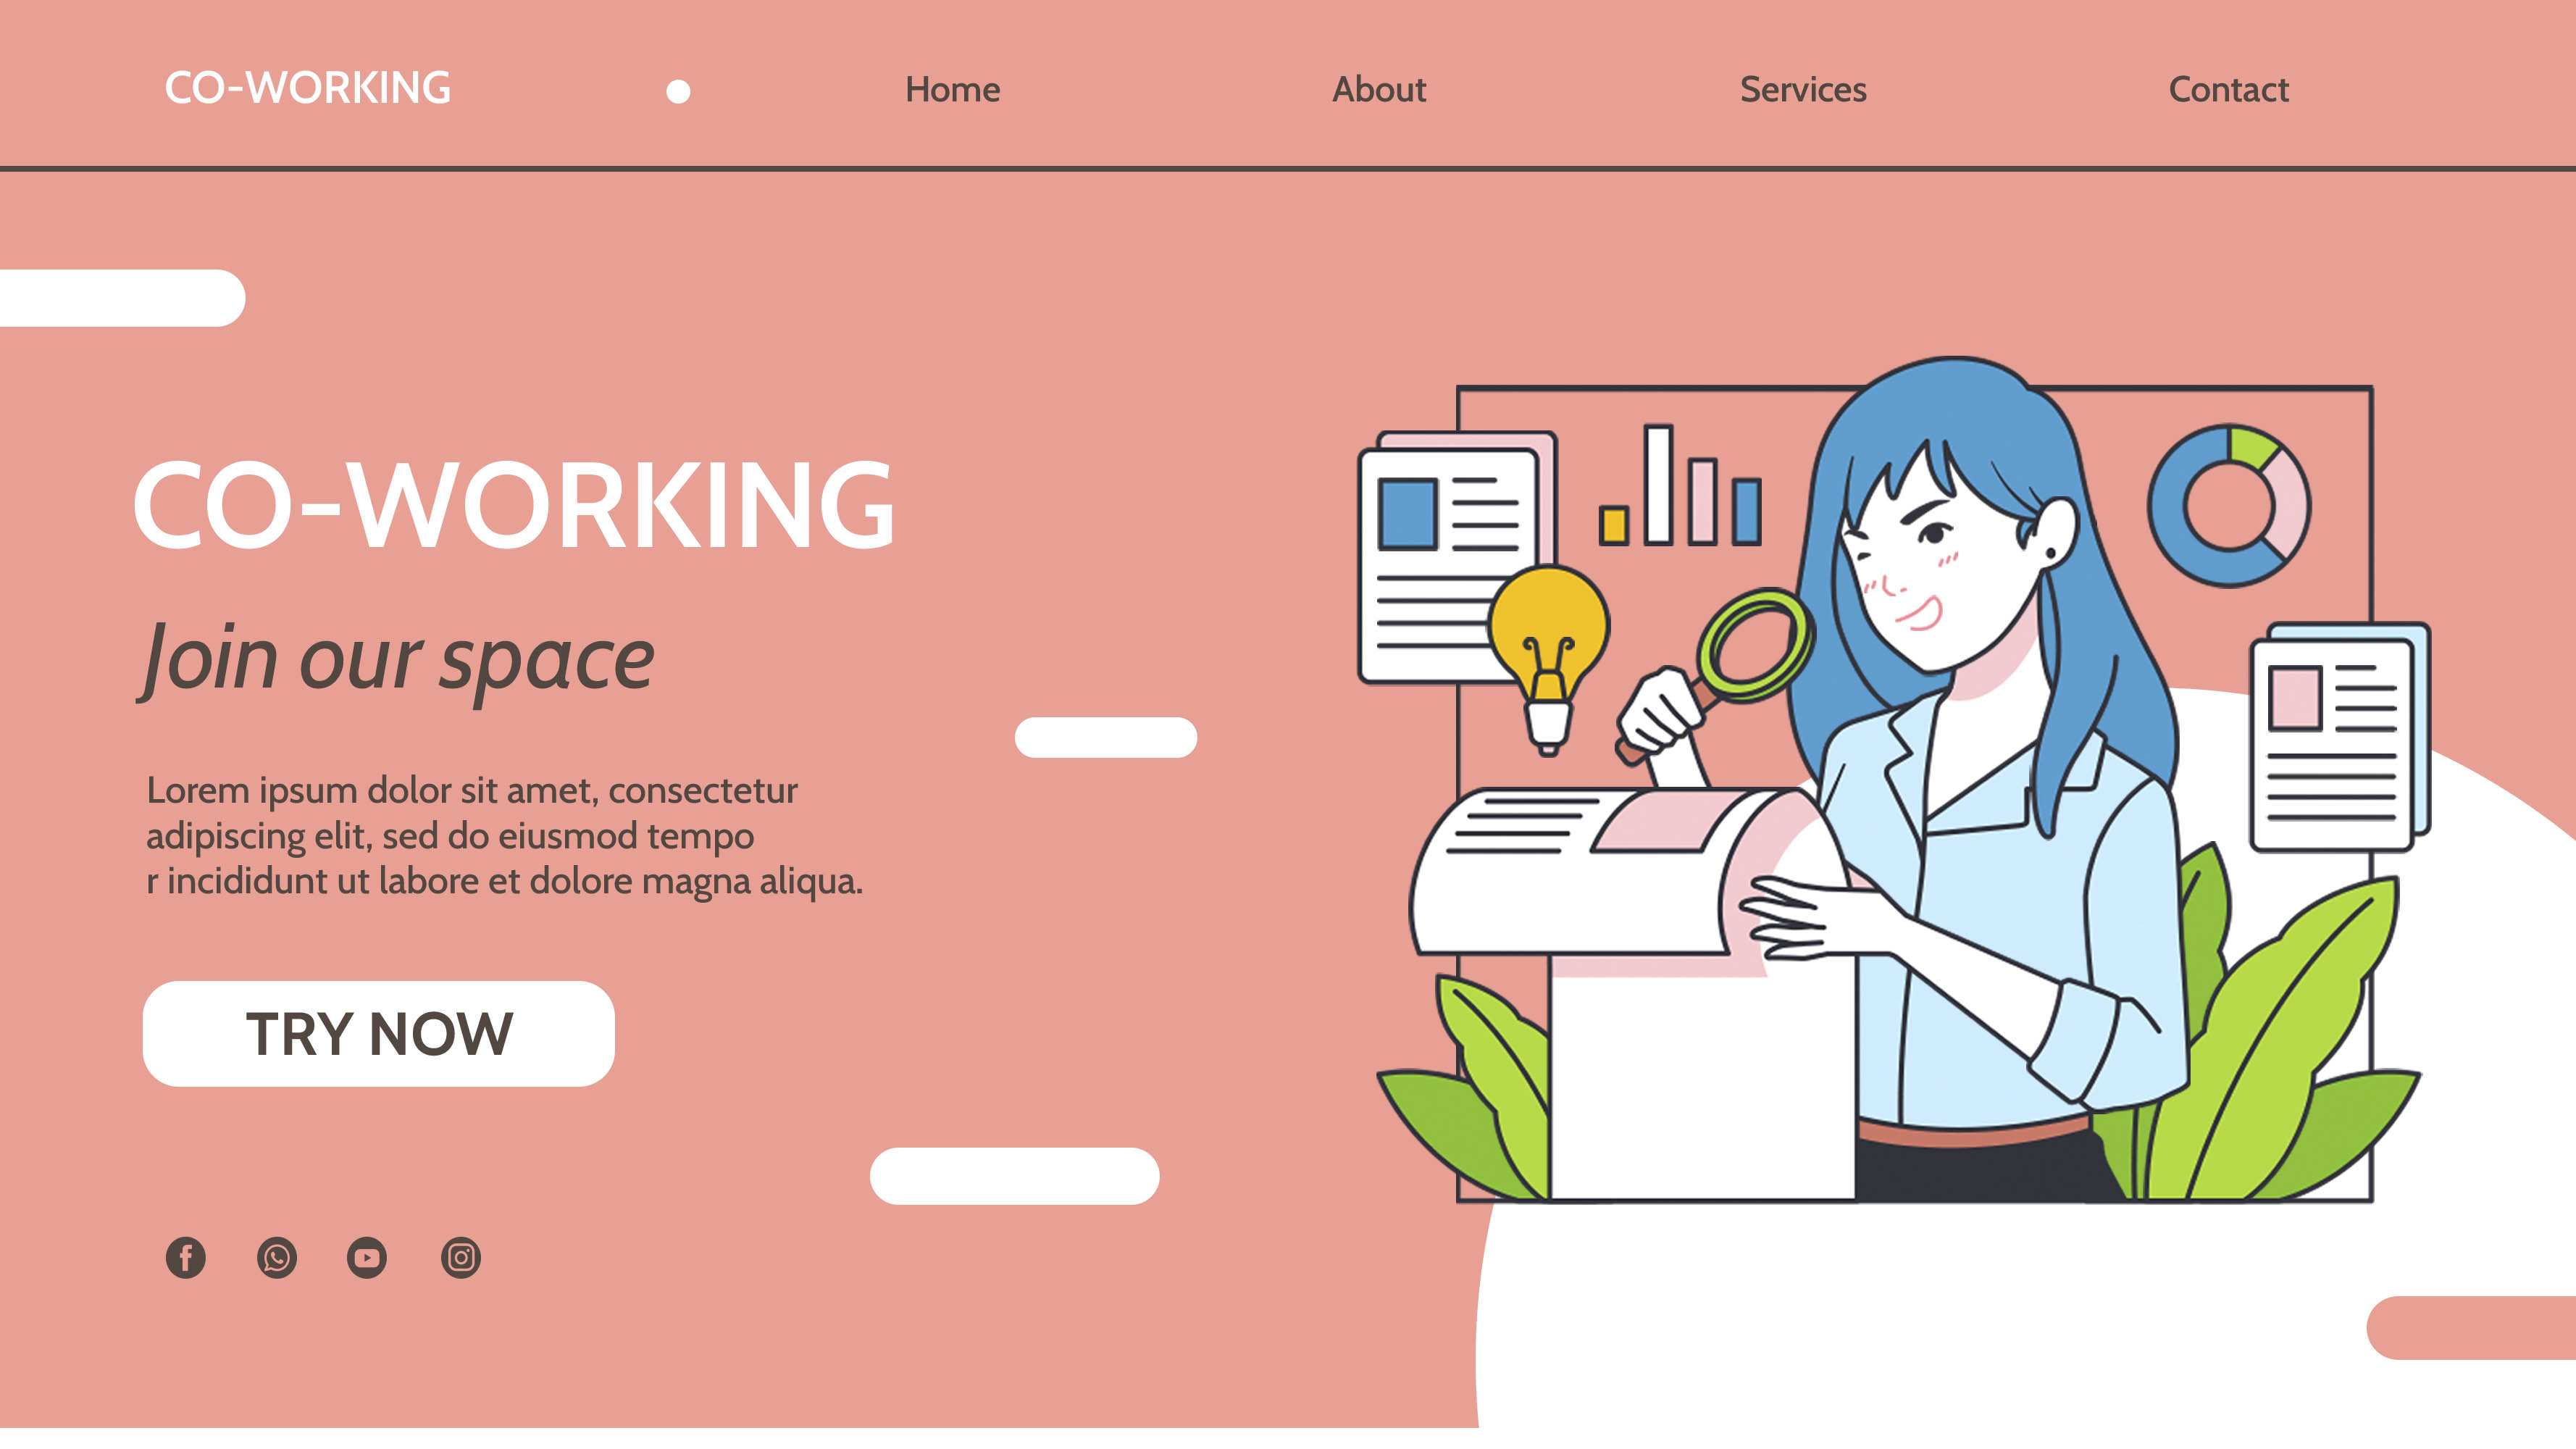 CO-WORKING
Home
About
Services
Contact
CO-WORKING
Join our space
Lorem ipsum dolor sit amet, consectetur
adipiscing elit, sed do eiusmod tempo
r incididunt ut labore et dolore magna aliqua.
TRY NOW